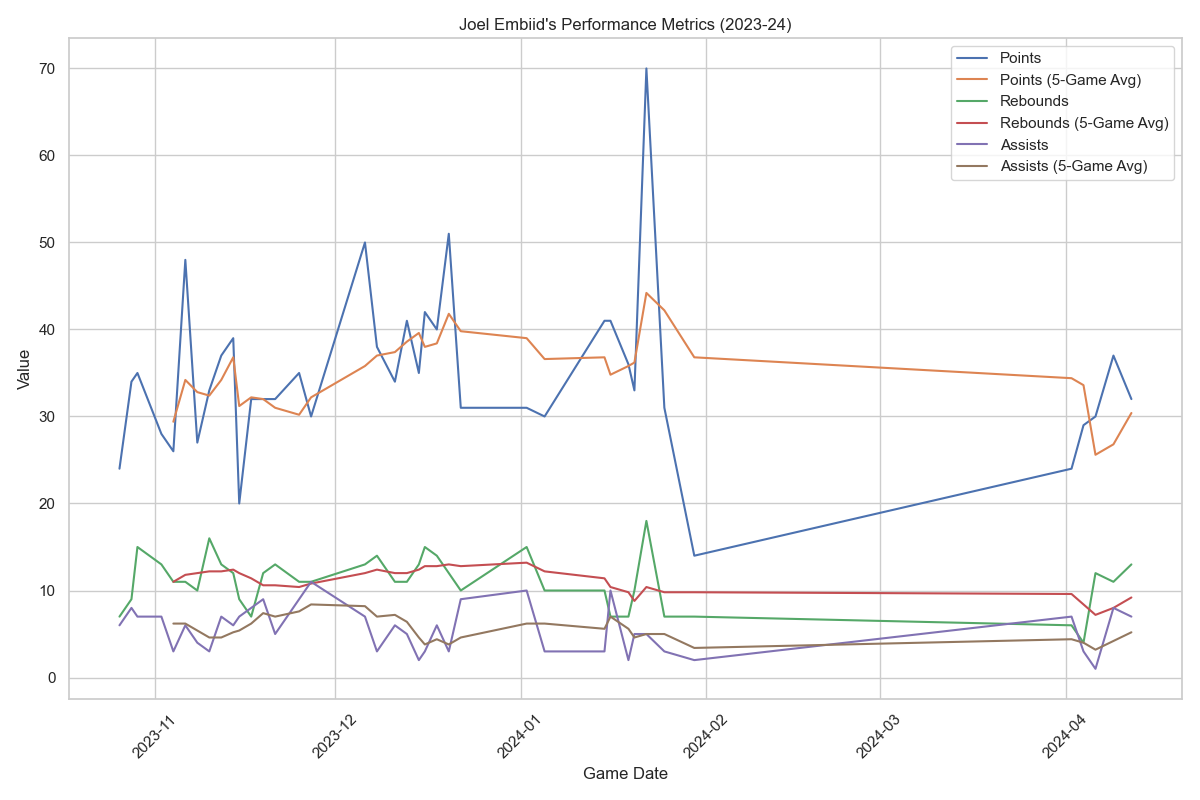 Joel Embiid's Performance Metrics (2023-24)
Points
Points (5-Game Avg)
Rebounds
Rebounds (5-Game Avg)
Assists
Assists (5-Game Avg)
Value
70
60
50
40
30
20
10
0
2023-11
2023-12
2024-01
2024-02
2024-03
2024-04
Game Date